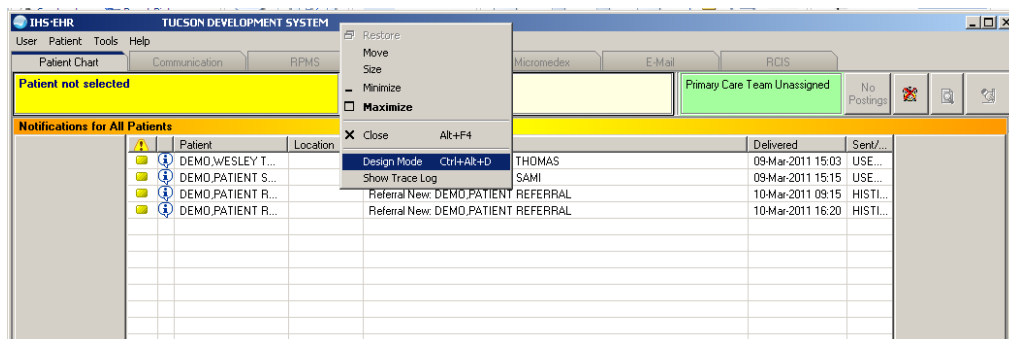 IHS-EHR TUCSON DEVELOPMENT SYSTEM
User Patient Tools Help
Patient Chart Communication RPMS Micromedex E-Mail RCIS
Restore
Move
Size
Minimize
Maximize
Close Alt+F4
Design Mode Ctrl+Alt+D
Show Trace Log
Patient not selected
Primary Care Team Unassigned
No
Postings
Notifications for All Patients
Patient Location Delivered Sent/...
DEMO,WESLEY T... THOMAS 09-Mar-2011 15:03 USE...
DEMO,PATIENT S... SAMI 09-Mar-2011 15:15 USE...
DEMO,PATIENT R... Referral New: DEMO,PATIENT REFERRAL 10-Mar-2011 09:15 HISTI...
DEMO,PATIENT R... Referral New: DEMO,PATIENT REFERRAL 10-Mar-2011 16:20 HISTI...